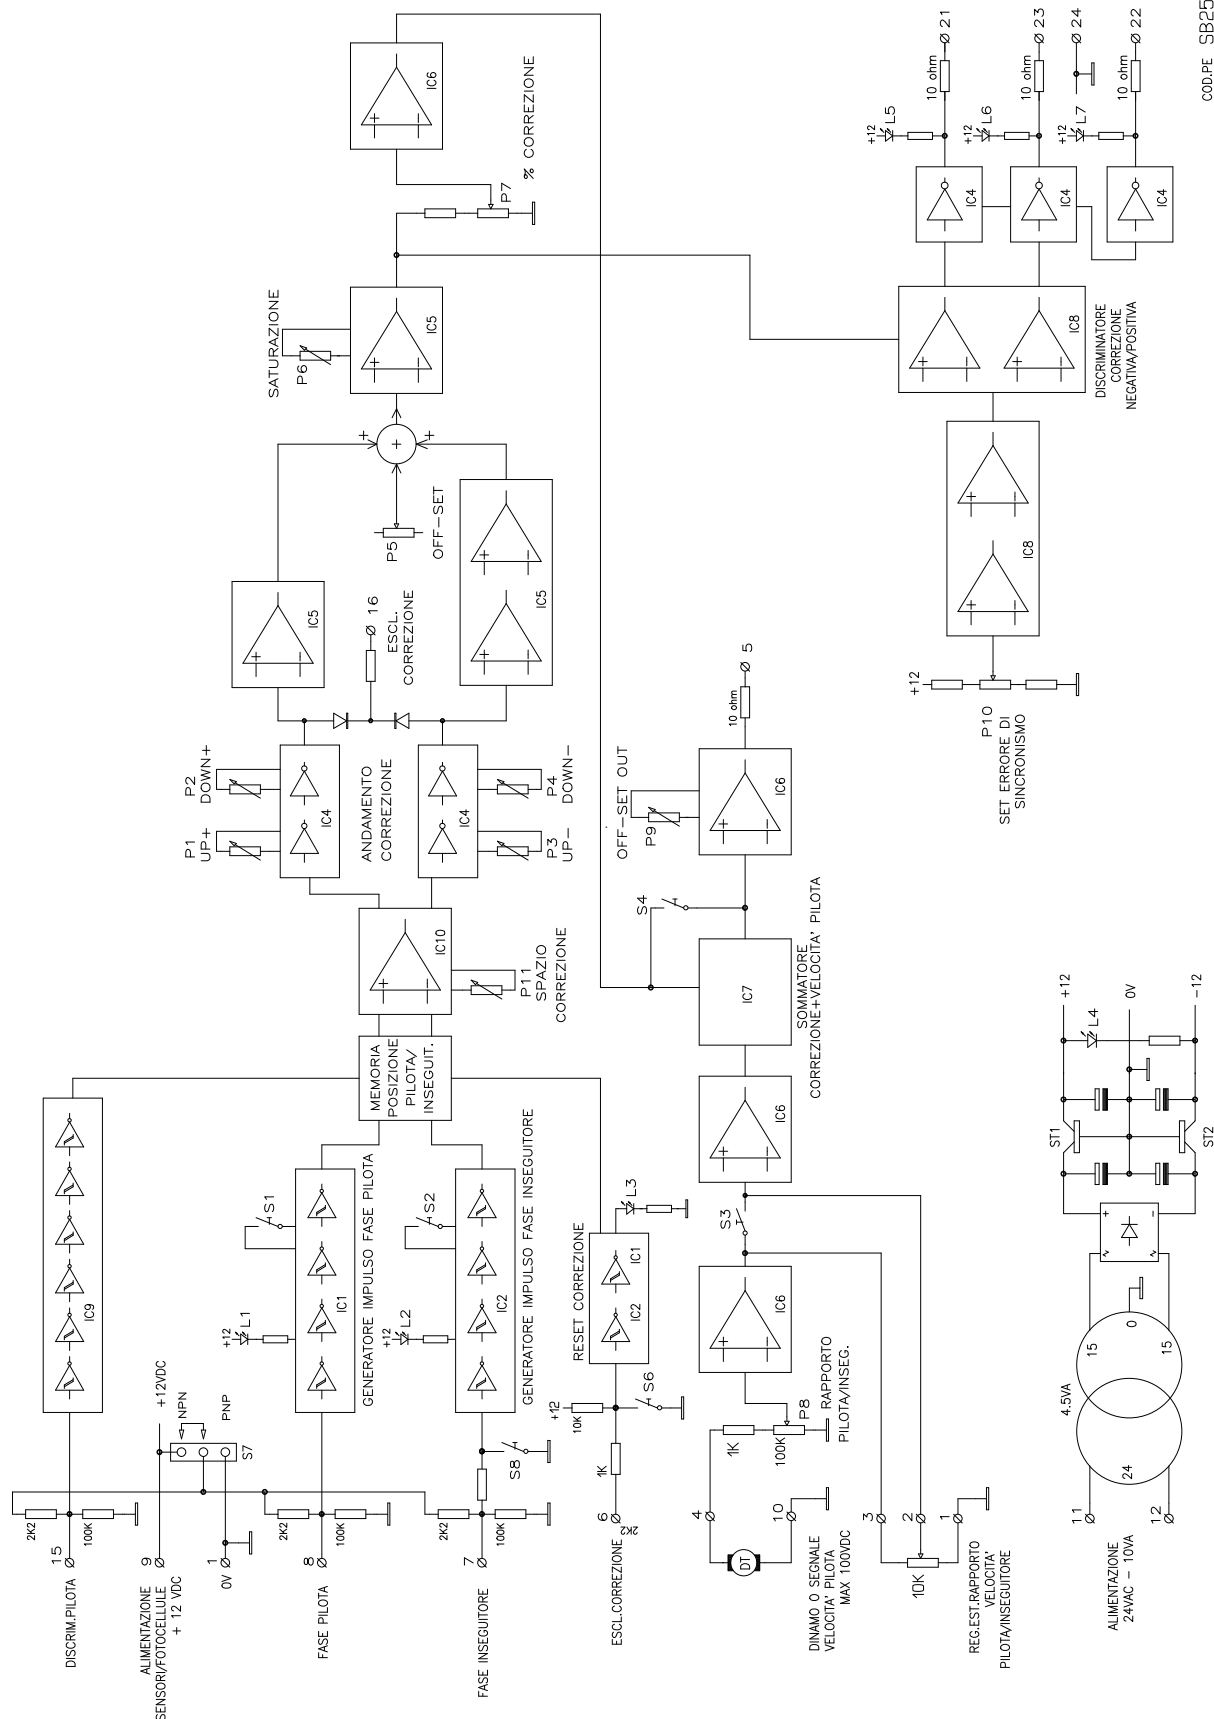 COD.PE SB25
IC6
% CORREZIONE
P7
SATURAZIONE
P6
+
-
IC5
P5
OFF-SET
IC5
IC5
16
ESCL.
CORREZIONE
P2
DOWN+
P1
UP+
IC4
ANDAMENTO
CORREZIONE
IC4
P4
DOWN-
P3
UP-
IC10
P11
SPAZIO
CORREZIONE
MEMORIA
POSIZIONE
PILOTA/
INSEGUIT.
IC9
S1
L1
+12
IC1
GENERATORE IMPULSO FASE PILOTA
S2
L2
+12
IC2
GENERATORE IMPULSO FASE INSEGUITORE
RESET CORREZIONE
IC2
IC1
L3
+12
10K
S6
1K
S8
+12VDC
NPN
PNP
S7
2K2
100K
2K2
100K
2K2
100K
2K2
15
DISCRIM.PILOTA
9
ALIMENTAZIONE
SENSORI/FOTOCELLULE
+ 12 VDC
1
0V
8
FASE PILOTA
7
FASE INSEGUITORE
6
ESCL.CORREZIONE
4
10
DT
DINAMO O SEGNALE
VELOCITA' PILOTA
MAX 100VDC
1K
100K
P8
RAPPORTO
PILOTA/INSEG.
3
2
1
10K
REG.EST.RAPPORTO
VELOCITA'
PILOTA/INSEGUITORE
IC6
S3
IC6
IC7
SOMMATORE
CORREZIONE+VELOCITA' PILOTA
S4
OFF-SET OUT
P9
IC6
10 ohm
5
+12
P10
SET ERRORE DI
SINCRONISMO
IC8
IC8
DISCRIMINATORE
CORREZIONE
NEGATIVA/POSITIVA
IC4
IC4
IC4
+12
L5
+12
L6
+12
L7
10 ohm
10 ohm
10 ohm
21
23
24
22
11
12
ALIMENTAZIONE
24VAC - 10VA
24
4.5VA
15
0
15
ST1
ST2
L4
+12
0V
-12